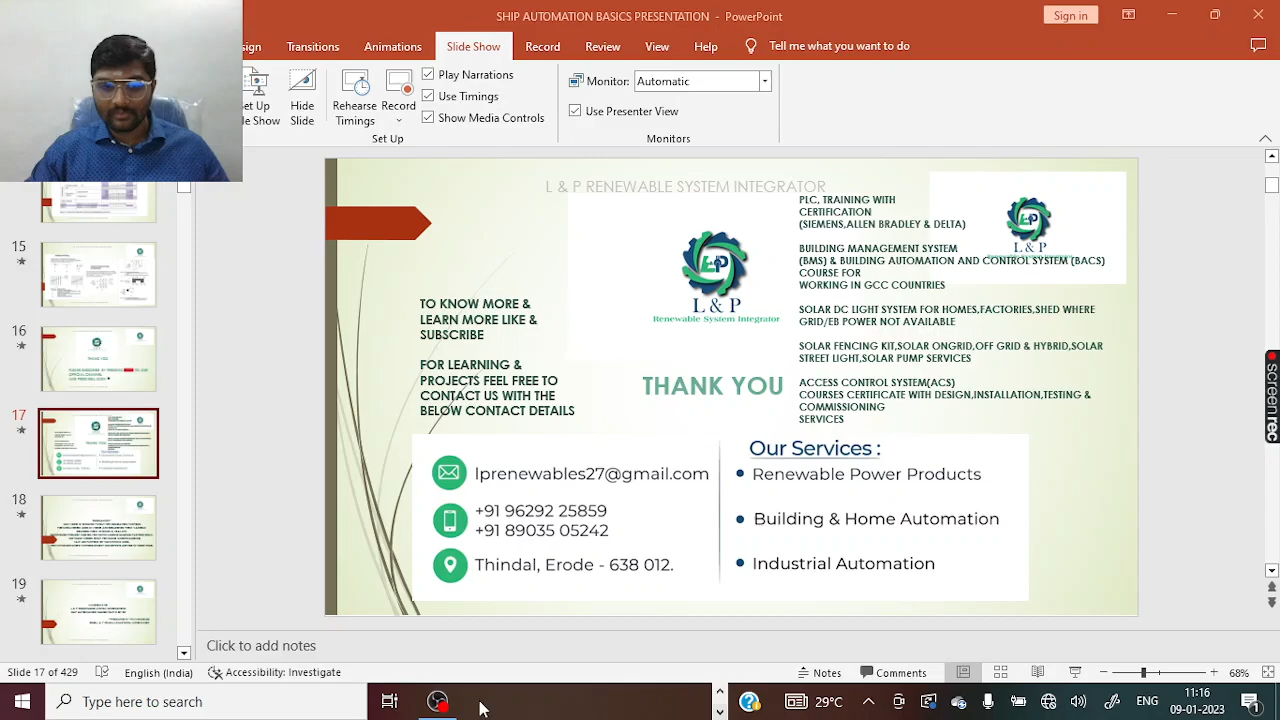 SHIP AUTOMATION BASICS PRESENTATION - PowerPoint
Sign in
Transitions
Animations
Slide Show
Record
Review
View
Help
Tell me what you want to do
Hide
Slide
Rehearse
Timings
Record
Play Narrations
Use Timings
Show Media Controls
Set Up
Monitor:
Automatic
Use Presenter View
Monitors
15
16
17
18
19
L & P RENEWABLE SYSTEM INTEGRATOR
PLC, TRAINING WITH
CERTIFICATION
(SIEMENS,ALLEN BRADLEY & DELTA)
BUILDING MANAGEMENT SYSTEM
(BMS) & BUILDING AUTOMATION AND CONTROL SYSTEM (BACS)
COURSE FOR
WORKING IN GCC COUNTRIES
SOLAR DC LIGHT SYSTEM FOR HOMES,FACTORIES,SHED WHERE
GRID/EB POWER NOT AVAILABLE
SOLAR FENCING KIT,SOLAR ONGRID,OFF GRID & HYBRID,SOLAR
STREET LIGHT,SOLAR PUMP SERVICES
ACCESS CONTROL SYSTEM(ACS)
COURSES CERTIFICATE WITH DESIGN,INSTALLATION,TESTING &
COMMISSIONING
SERVICES
L & P
L & P
Renewable System Integrator
TO KNOW MORE &
LEARN MORE LIKE &
SUBSCRIBE
FOR LEARNING &
PROJECTS FEEL FREE TO
CONTACT US WITH THE
BELOW CONTACT DETAILS
THANK YOU
lprenewables27@gmail.com
+91 96292 25859
+91 89035 00242
Thindal, Erode - 638 012.
Our Services :
Renewable Power Products
Building & Home Automation
Industrial Automation
Screenrec
Click to add notes
Slide 17 of 429
English (India)
Accessibility: Investigate
Notes
Comments
68%
Type here to search
29°C
ENG
11:16
09-01-2023